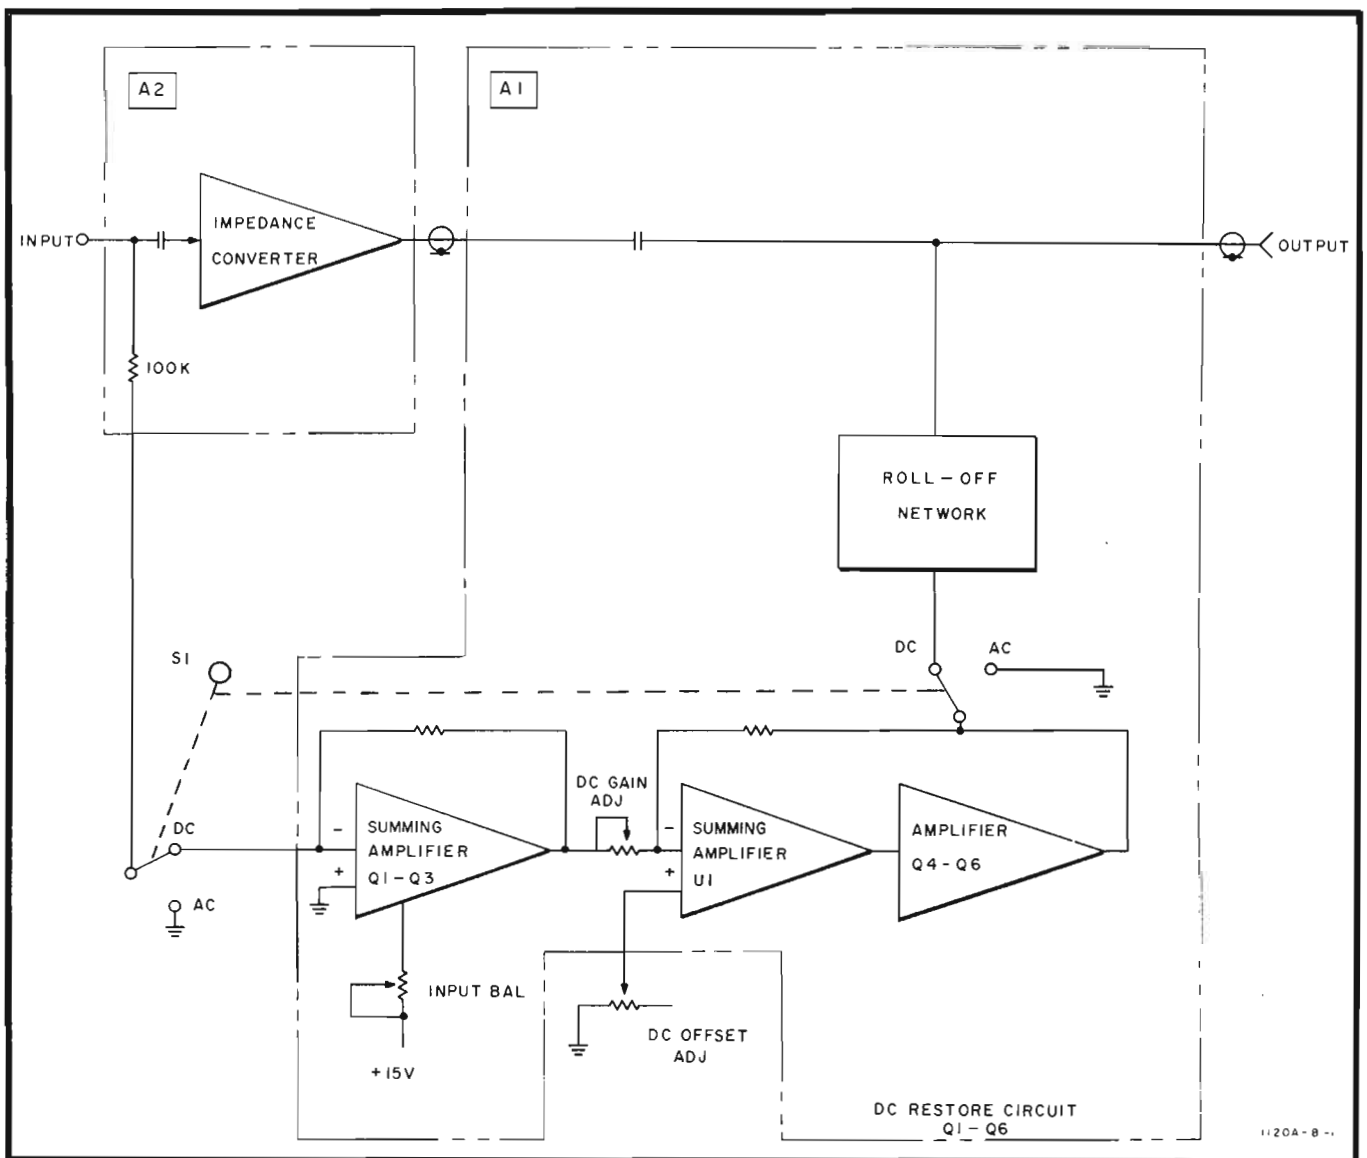 A2
A1
INPUT
IMPEDANCE
CONVERTER
OUTPUT
100K
ROLL-OFF
NETWORK
S1
DC
AC
DC GAIN
ADJ
DC
-
SUMMING
AMPLIFIER
+
Q1-Q3
-
SUMMING
AMPLIFIER
+
U1
AMPLIFIER
Q4-Q6
AC
INPUT BAL
+15V
DC OFFSET
ADJ
DC RESTORE CIRCUIT
Q1-Q6
1120A-B-1